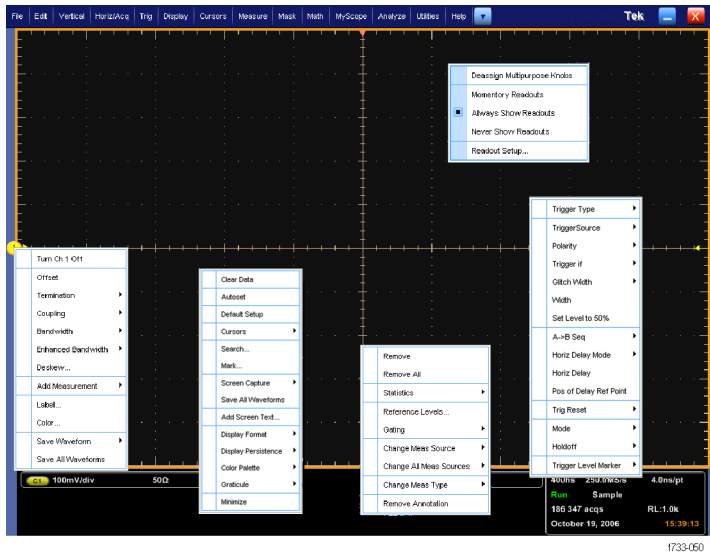 File Edit Vertical Horiz/Acq Trig Display Cursors Measure Mask Math MyScope Analyze Utilities Help Tek X
Deassign Multipurpose Knobs
Momentory Readouts
Always Show Readouts
Never Show Readouts
Readout Setup...
Trigger Type
TriggerSource
Polarity
Trigger if
Glitch Width
Width
Set Level to 50%
A->B Seq
Horiz Delay Mode
Horiz Delay
Pos of Delay Ref Point
Trig Reset
Mode
Holdoff
Trigger Level Marker
Turn Ch 1 Off
Offset
Termination
Coupling
Bandwidth
Enhanced Bandwidth
Deskew...
Add Measurement
Label...
Color...
Save Waveform
Save All Waveforms
Clear Data
Autoset
Default Setup
Cursors
Search...
Mark...
Screen Capture
Save All Waveforms
Add Screen Text...
Display Format
Display Persistence
Color Palette
Graticule
Minimize
Remove
Remove All
Statistics
Reference Levels...
Gating
Change Meas Source
Change All Meas Sources
Change Meas Type
Remove Annotation
C1 100mV/div 50Ω
400ns 250.0MS/s 4.0ns/pt
Run Sample
186 347 acqs RL:1.0k
October 19, 2006 15:39:13
1733-050